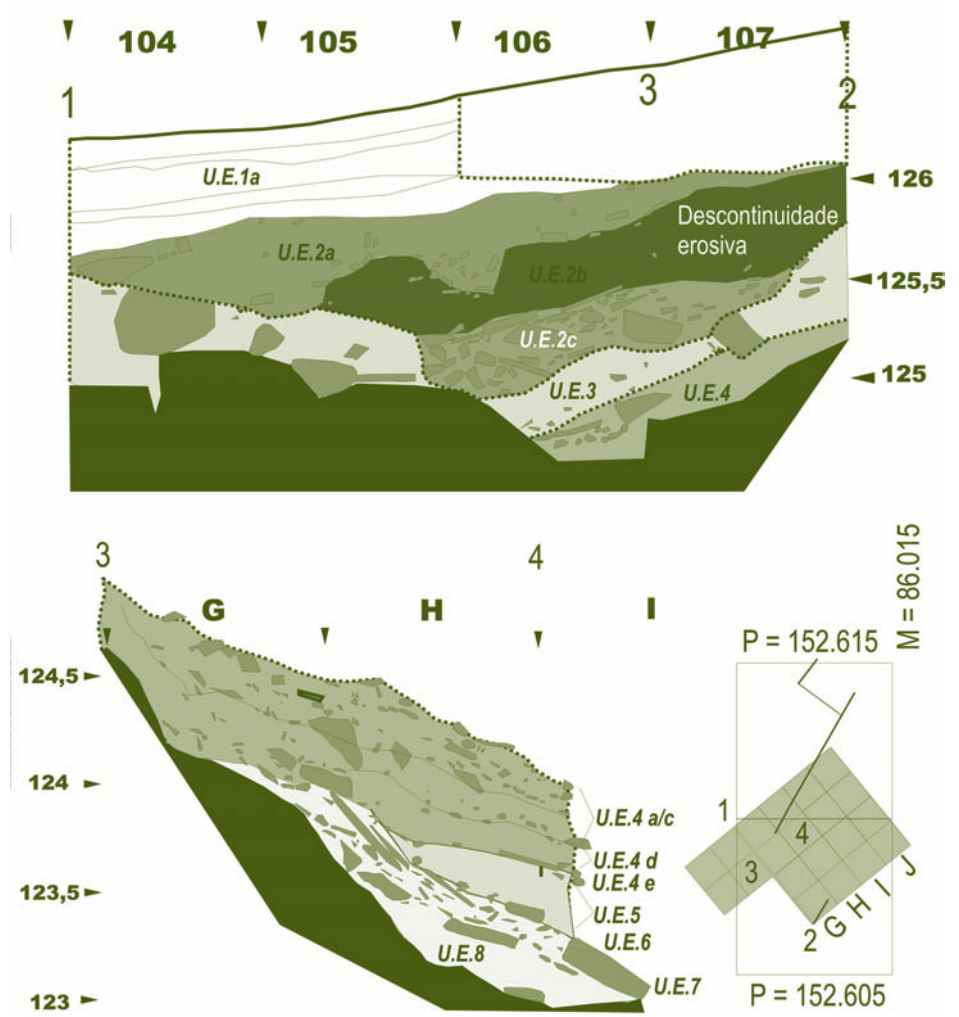 104 105 106 107
1 3 2
U.E.1a
126
Descontinuidade
erosiva
U.E.2a
U.E.2b
125,5
U.E.2c
125
U.E.3
U.E.4
3 4
G H I
124,5
124
123,5
123
U.E.4 a/c
U.E.4 d
U.E.4 e
U.E.5
U.E.6
U.E.7
U.E.8
M = 86.015
P = 152.615
1
4
3
2
G H I J
P = 152.605